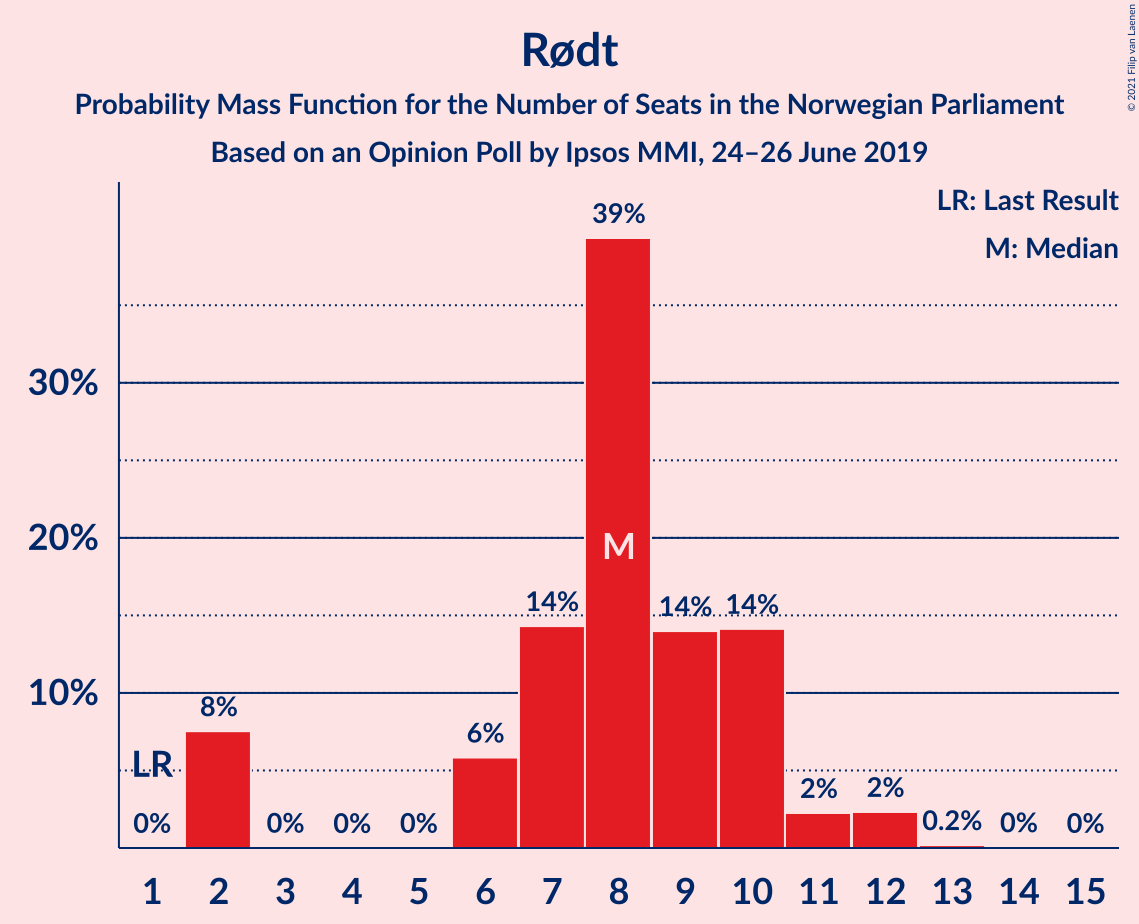 Rødt
Probability Mass Function for the Number of Seats in the Norwegian Parliament
Based on an Opinion Poll by Ipsos MMI, 24–26 June 2019
© 2021 Filip van Laenen
LR: Last Result
M: Median
30%
20%
10%
LR
0%
8%
0%
0%
0%
6%
14%
39%
M
14%
14%
2%
2%
0.2%
0%
0%
1 2 3 4 5 6 7 8 9 10 11 12 13 14 15